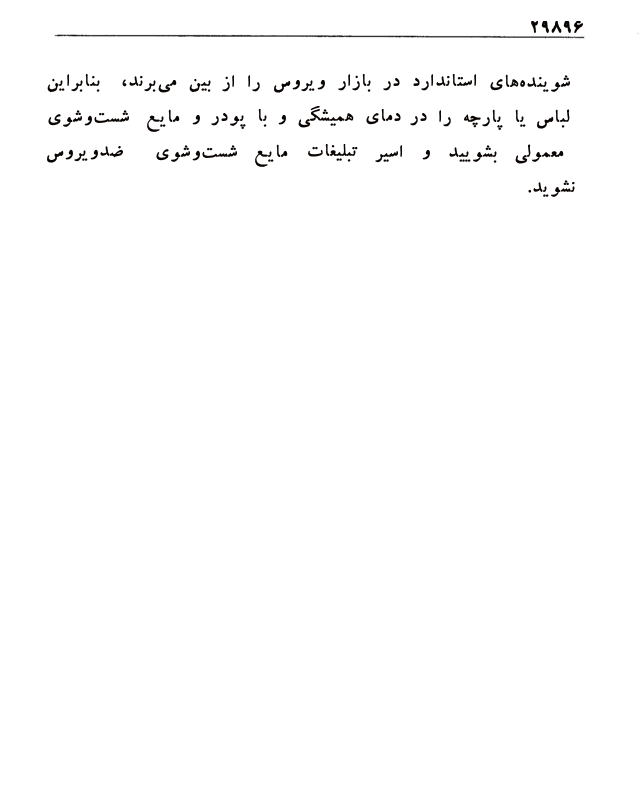 ۲۹۸۹۶
شوینده‌های استاندارد در بازار ویروس را از بین می‌برند، بنابراین
لباس یا پارچه را در دمای همیشگی و با پودر و مایع شست‌وشوی
معمولی بشویید و اسیر تبلیغات مایع شست‌وشوی ضدویروس
نشوید.